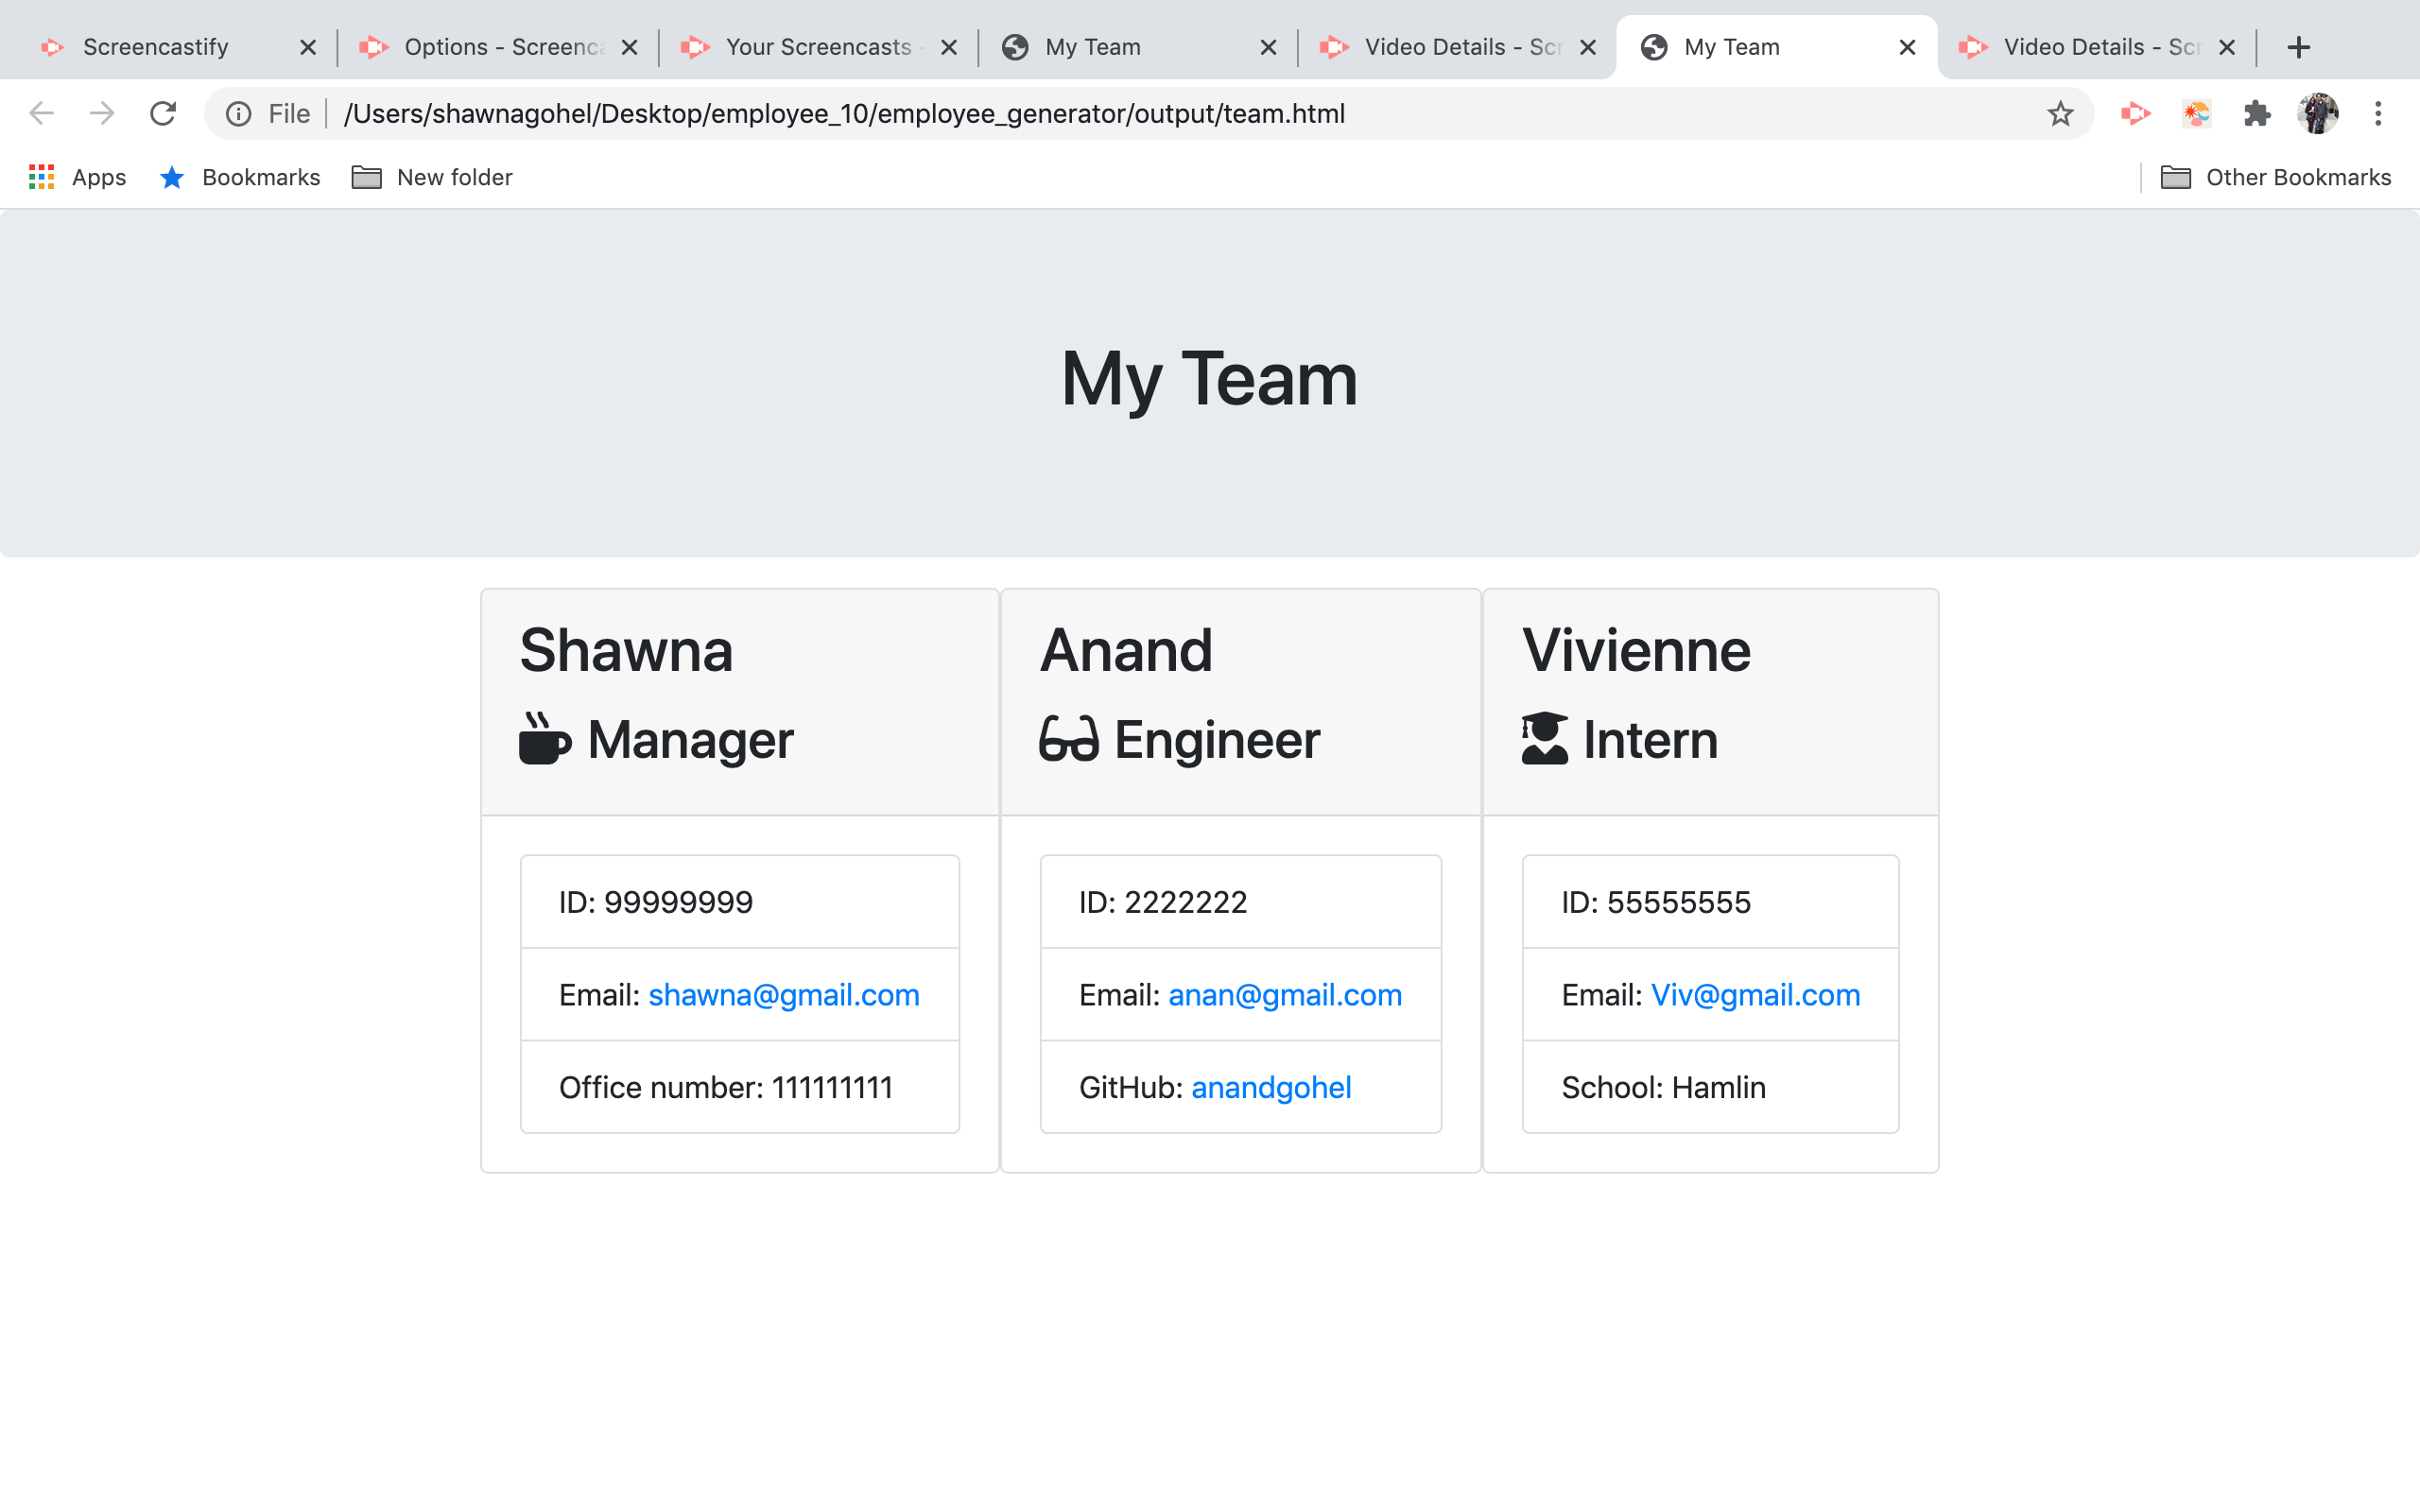 Screencastify
Options - Screenca
Your Screencasts -
My Team
Video Details - Scr
My Team
Video Details - Scr
File
/Users/shawnagohel/Desktop/employee_10/employee_generator/output/team.html
Apps
Bookmarks
New folder
Other Bookmarks
My Team
Shawna
Manager
ID: 99999999
Email: shawna@gmail.com
Office number: 111111111
Anand
Engineer
ID: 2222222
Email: anan@gmail.com
GitHub: anandgohel
Vivienne
Intern
ID: 55555555
Email: Viv@gmail.com
School: Hamlin